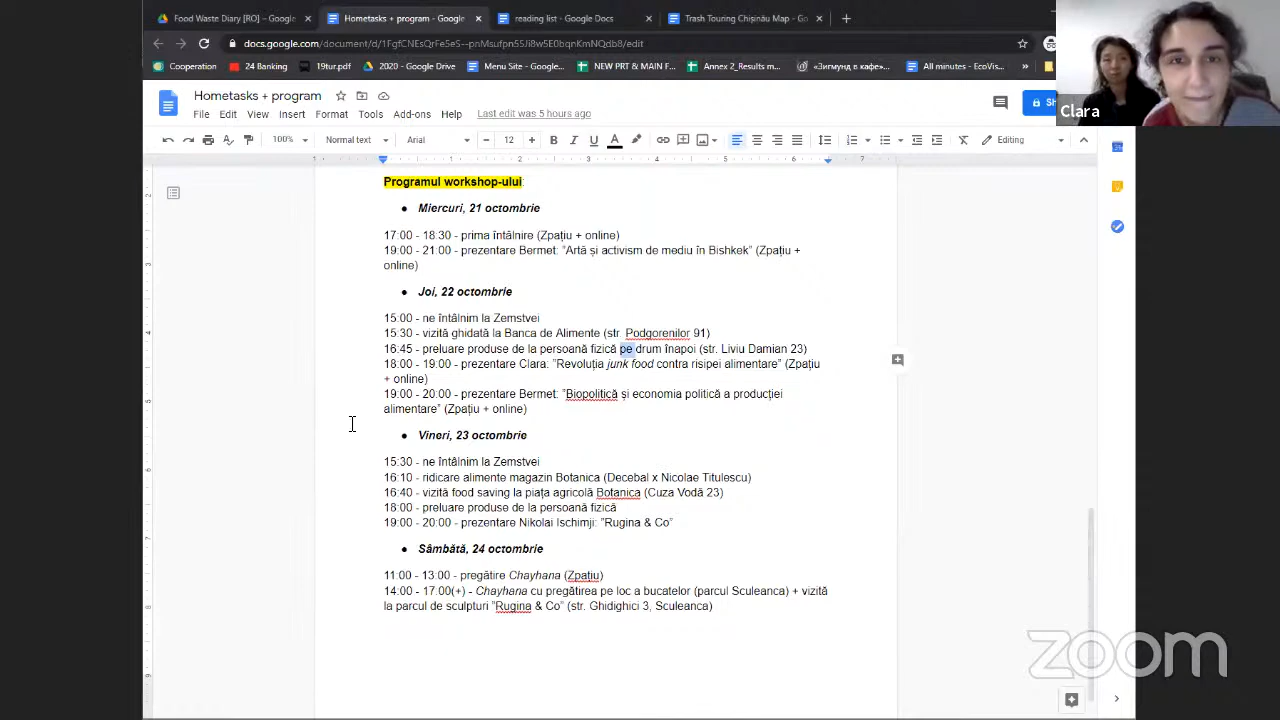 Food Waste Diary [RO] - Google
Hometasks + program - Google
reading list - Google Docs
Trash Touring Chișinău Map - Go
docs.google.com/document/d/1FgfCNEsQrFe5eS--pnMsufpn5SJi8w5E0bqnKmNQdb8/edit
Cooperation
24 Banking
19tur.pdf
2020 - Google Drive
Menu Site - Google...
NEW PRT & MAIN F...
Annex 2_Results m...
«Зигмунд в кафе»...
All minutes - EcoVis...
Clara
Hometasks + program
File Edit View Insert Format Tools Add-ons Help Last edit was 5 hours ago
100% Normal text Arial 12 B I U A Editing
1 1 2 3 4 5 6 7
Programul workshop-ului:
● Miercuri, 21 octombrie
17:00 - 18:30 - prima întâlnire (Zpațiu + online)
19:00 - 21:00 - prezentare Bermet: ”Artă și activism de mediu în Bishkek” (Zpațiu +
online)
● Joi, 22 octombrie
15:00 - ne întâlnim la Zemstvei
15:30 - vizită ghidată la Banca de Alimente (str. Podgorenilor 91)
16:45 - preluare produse de la persoană fizică pe drum înapoi (str. Liviu Damian 23)
18:00 - 19:00 - prezentare Clara: ”Revoluția junk food contra risipei alimentare” (Zpațiu
+ online)
19:00 - 20:00 - prezentare Bermet: ”Biopolitică și economia politică a producției
alimentare” (Zpațiu + online)
● Vineri, 23 octombrie
15:30 - ne întâlnim la Zemstvei
16:10 - ridicare alimente magazin Botanica (Decebal x Nicolae Titulescu)
16:40 - vizită food saving la piața agricolă Botanica (Cuza Vodă 23)
18:00 - preluare produse de la persoană fizică
19:00 - 20:00 - prezentare Nikolai Ischimji: ”Rugina & Co”
● Sâmbătă, 24 octombrie
11:00 - 13:00 - pregătire Chayhana (Zpațiu)
14:00 - 17:00(+) - Chayhana cu pregătirea pe loc a bucatelor (parcul Sculeanca) + vizită
la parcul de sculpturi ”Rugina & Co” (str. Ghidighici 3, Sculeanca)
zoom